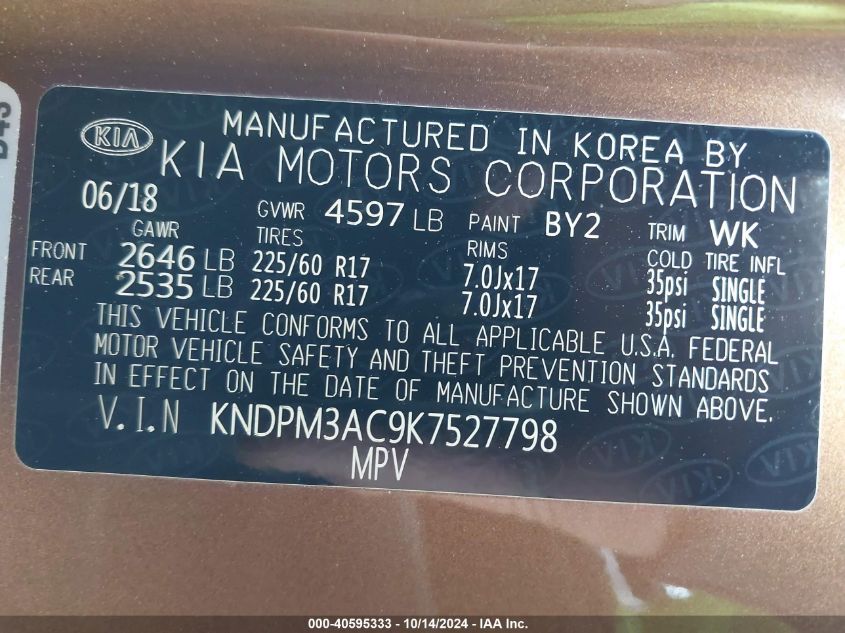 KIA
MANUFACTURED IN KOREA BY
KIA MOTORS CORPORATION
06/18 GVWR 4597 LB PAINT BY2 TRIM WK
GAWR TIRES RIMS COLD TIRE INFL
FRONT 2646 LB 225/60 R17 7.0Jx17 35psi SINGLE
REAR 2535 LB 225/60 R17 7.0Jx17 35psi SINGLE
THIS VEHICLE CONFORMS TO ALL APPLICABLE U.S.A. FEDERAL
MOTOR VEHICLE SAFETY AND THEFT PREVENTION STANDARDS
IN EFFECT ON THE DATE OF MANUFACTURE SHOWN ABOVE.
V.I.N KNDPM3AC9K7527798
MPV
000-40595333 - 10/14/2024 - IAA Inc.